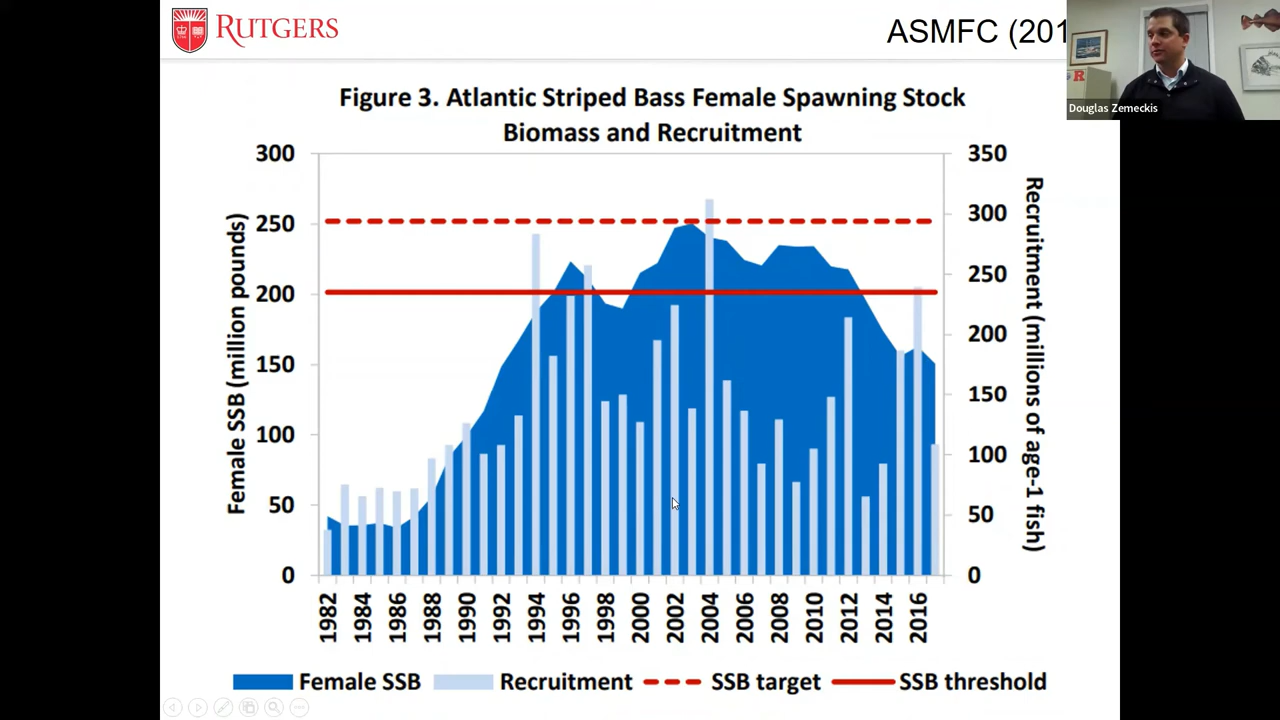 RUTGERS
ASMFC (201
Douglas Zemeckis
R
Figure 3. Atlantic Striped Bass Female Spawning Stock
Biomass and Recruitment
Female SSB (million pounds)
300
250
200
150
100
50
0
350
300
250
200
150
100
50
0
Recruitment (millions of age-1 fish)
1982
1984
1986
1988
1990
1992
1994
1996
1998
2000
2002
2004
2006
2008
2010
2012
2014
2016
Female SSB
Recruitment
SSB target
SSB threshold